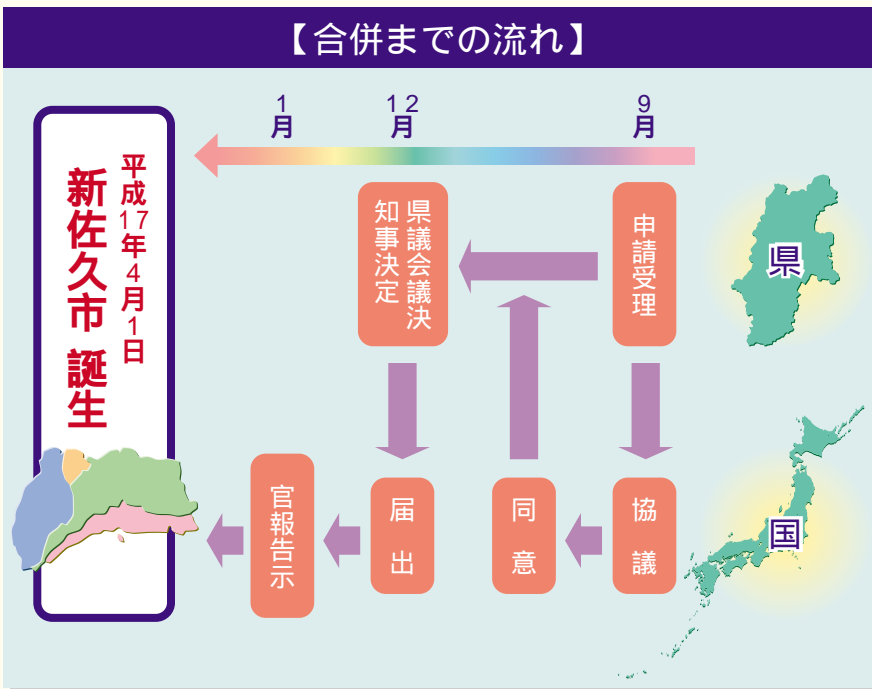 【合併までの流れ】
9月
12月
1月
県
申請受理
県議会議決
知事決定
国
協議
同意
届出
官報告示
平成17年4月1日
新佐久市 誕生